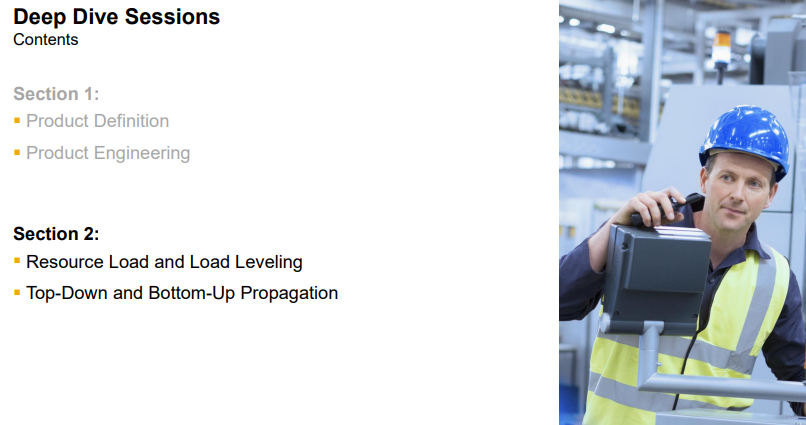 Deep Dive Sessions
Contents
Section 1:
Product Definition
Product Engineering
Section 2:
Resource Load and Load Leveling
Top-Down and Bottom-Up Propagation